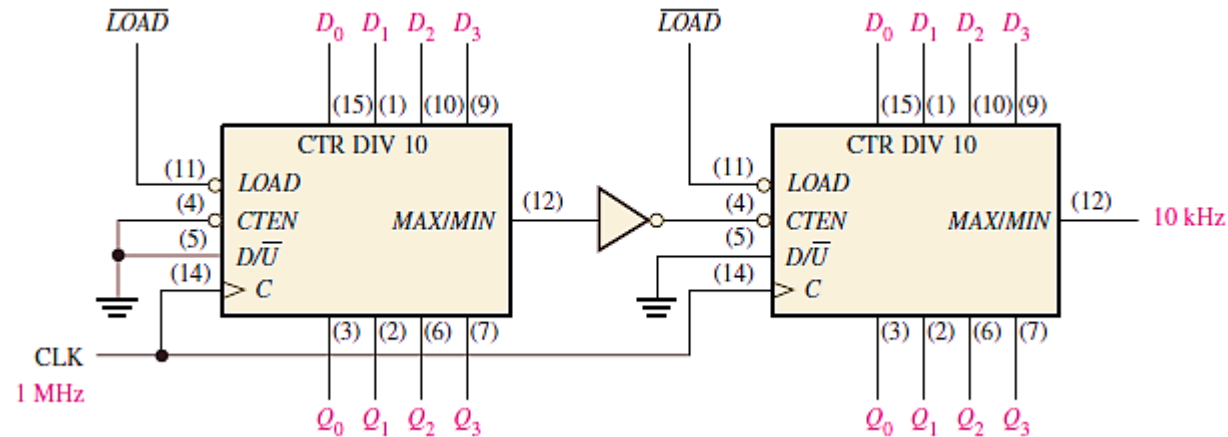 L̅O̅A̅D̅ D₀ D₁ D₂ D₃ L̅O̅A̅D̅ D₀ D₁ D₂ D₃
(15) (1) (10) (9) (15) (1) (10) (9)
CTR DIV 10 CTR DIV 10
(11) LOAD (11) LOAD
(4) CTEN MAX/MIN (12) (4) CTEN MAX/MIN (12) 10 kHz
(5) D/U̅ (5) D/U̅
(14) C (14) C
(3) (2) (6) (7) (3) (2) (6) (7)
CLK
1 MHz
Q₀ Q₁ Q₂ Q₃ Q₀ Q₁ Q₂ Q₃